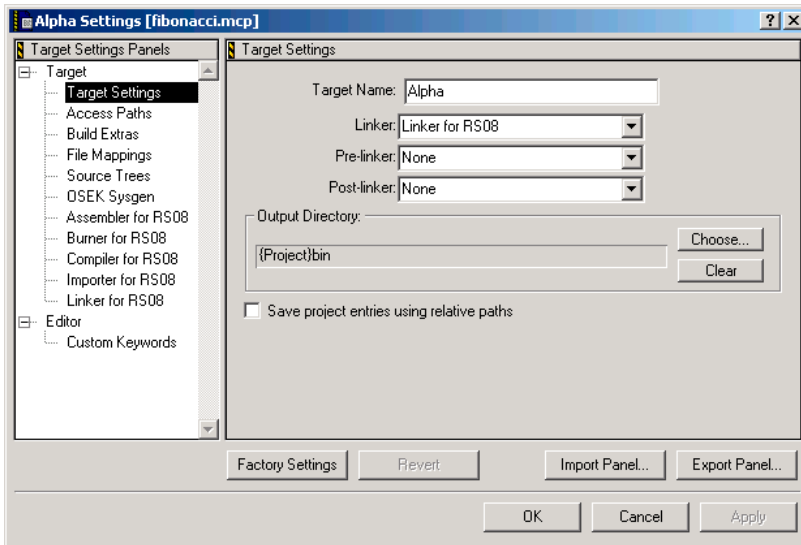 Alpha Settings [fibonacci.mcp]
Target Settings Panels
Target
Target Settings
Access Paths
Build Extras
File Mappings
Source Trees
OSEK Sysgen
Assembler for RS08
Burner for RS08
Compiler for RS08
Importer for RS08
Linker for RS08
Editor
Custom Keywords
Target Settings
Target Name: Alpha
Linker: Linker for RS08
Pre-linker: None
Post-linker: None
Output Directory:
{Project}bin
Choose...
Clear
Save project entries using relative paths
Factory Settings
Revert
Import Panel...
Export Panel...
OK
Cancel
Apply